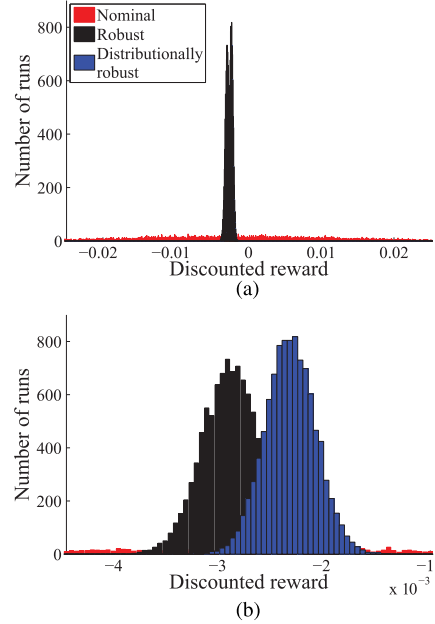 Nominal
Robust
Distributionally
robust
Number of runs
800
600
400
200
0
−0.02
−0.01
0
0.01
0.02
Discounted reward
(a)
Number of runs
800
600
400
200
0
−4
−3
−2
−1
Discounted reward
x 10⁻³
(b)